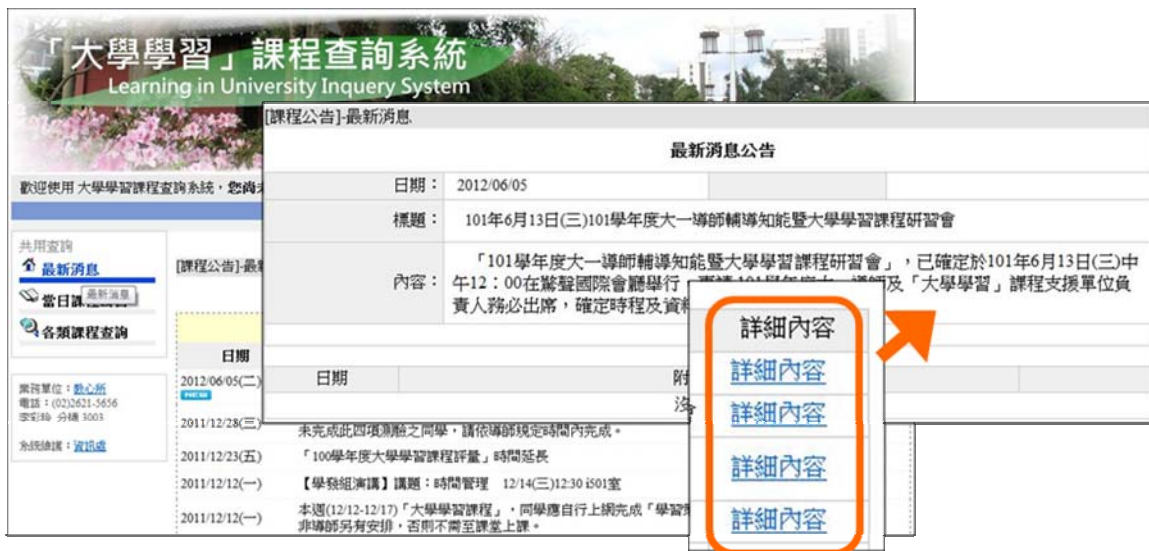 「大學學習」課程查詢系統
Learning in University Inquery System
[課程公告]-最新消息.
最新消息公告
日期： 2012/06/05
標題： 101年6月13日(三)101學年度大一導師輔導知能暨大學學習課程研習會
內容： 「101學年度大一導師輔導知能暨大學學習課程研習會」，已確定於101年6月13日(三)中
午12：00在驚聲國際會廳舉行，
及「大學學習」課程支援單位負
責人務必出席，確定時程及資
日期 附
歡迎使用 大學學習課程查詢系統，您尚
共用查詢
最新消息
最新消息
當日課
各類課程查詢
業務單位：教心所
電話：(02)2621-5656
分機 3003
系統維護：資訊處
[課程公告]-最
日期
2012/06/05(二)
NEW
2011/12/28(三)
未完成此四項測驗之同學，請依導師規定時間內完成。
2011/12/23(五) 「100學年度大學學習課程評量」時間延長
2011/12/12(一) 【學發組演講】講題：時間管理 12/14(三)12:30 i501室
2011/12/12(一) 本週(12/12-12/17)「大學學習課程」，同學應自行上網完成「學習
非導師另有安排，否則不需至課堂上課。
詳細內容
詳細內容
詳細內容
詳細內容
詳細內容